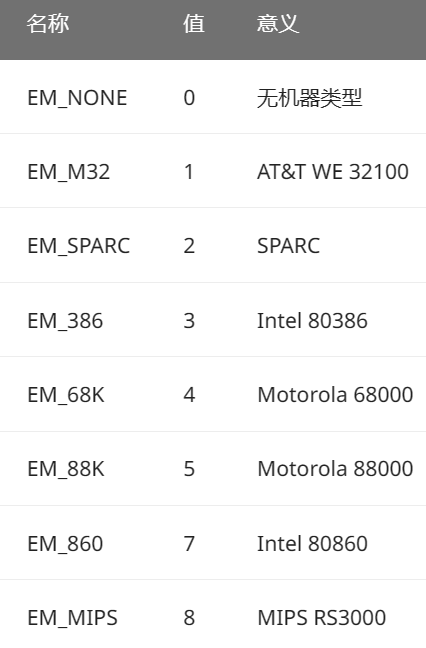 名称 值 意义
EM_NONE 0 无机器类型
EM_M32 1 AT&T WE 32100
EM_SPARC 2 SPARC
EM_386 3 Intel 80386
EM_68K 4 Motorola 68000
EM_88K 5 Motorola 88000
EM_860 7 Intel 80860
EM_MIPS 8 MIPS RS3000